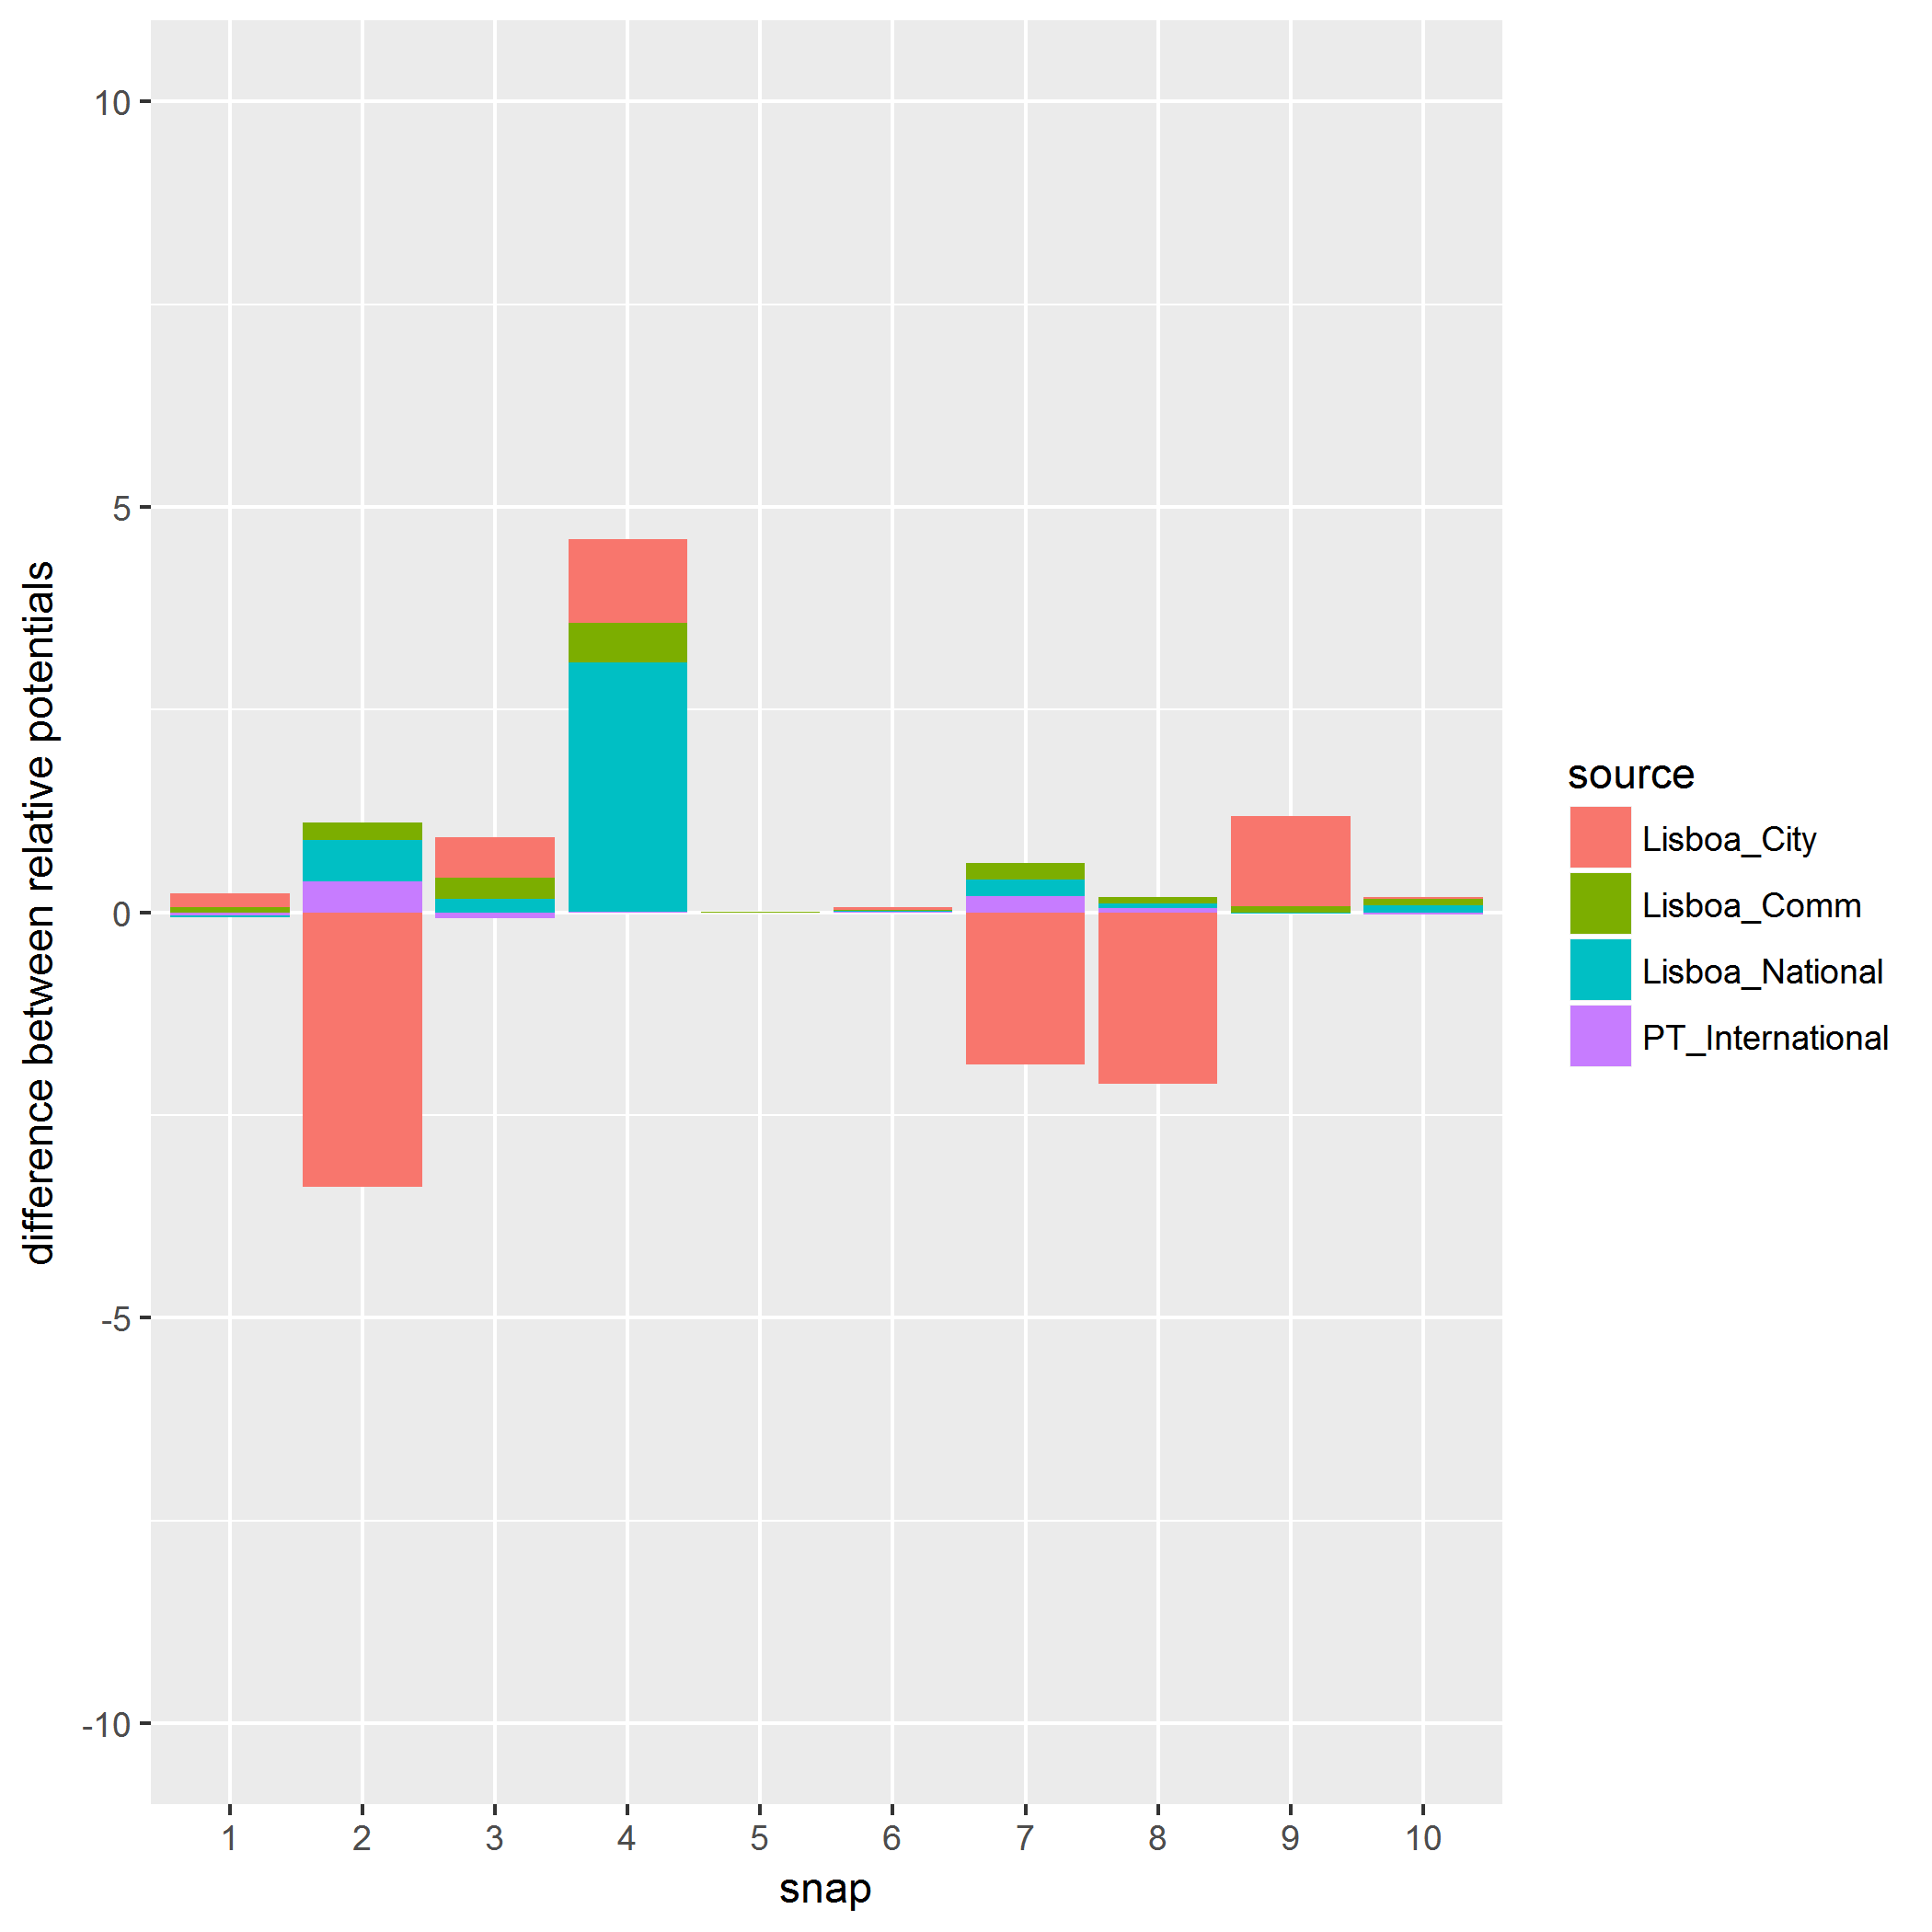 difference between relative potentials
10
5
0
-5
-10
1 2 3 4 5 6 7 8 9 10
snap
source
Lisboa_City
Lisboa_Comm
Lisboa_National
PT_International